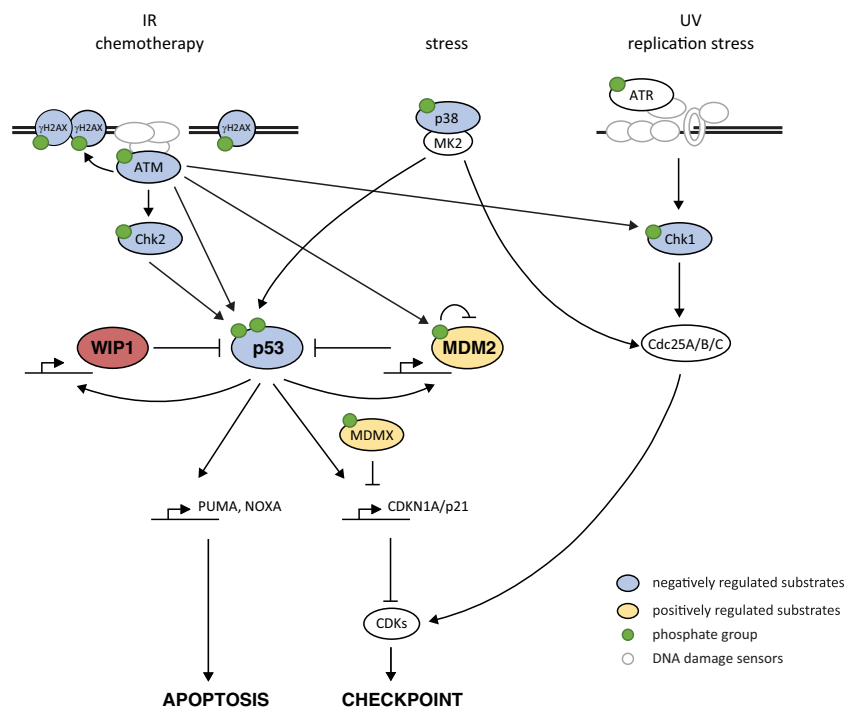 IR
chemotherapy
stress
UV
replication stress
ATR
γH2AX
γH2AX
γH2AX
p38
MK2
ATM
Chk2
Chk1
WIP1
p53
MDM2
Cdc25A/B/C
MDMX
PUMA, NOXA
CDKN1A/p21
CDKs
negatively regulated substrates
positively regulated substrates
phosphate group
DNA damage sensors
APOPTOSIS
CHECKPOINT